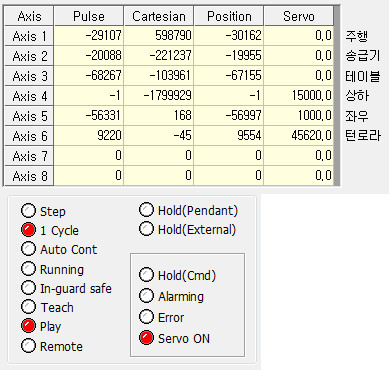 Axis Pulse Cartesian Position Servo
Axis 1 -29107 598790 -30162 0,0 주행
Axis 2 -20088 -221237 -19955 0,0 송급기
Axis 3 -68267 -103961 -67155 0,0 테이블
Axis 4 -1 -1799929 -1 15000,0 상하
Axis 5 -56331 168 -56997 1000,0 좌우
Axis 6 9220 -45 9554 45620,0 턴로라
Axis 7 0 0 0 0,0
Axis 8 0 0 0 0,0
Step
1 Cycle
Auto Cont
Running
In-guard safe
Teach
Play
Remote
Hold(Pendant)
Hold(External)
Hold(Cmd)
Alarming
Error
Servo ON